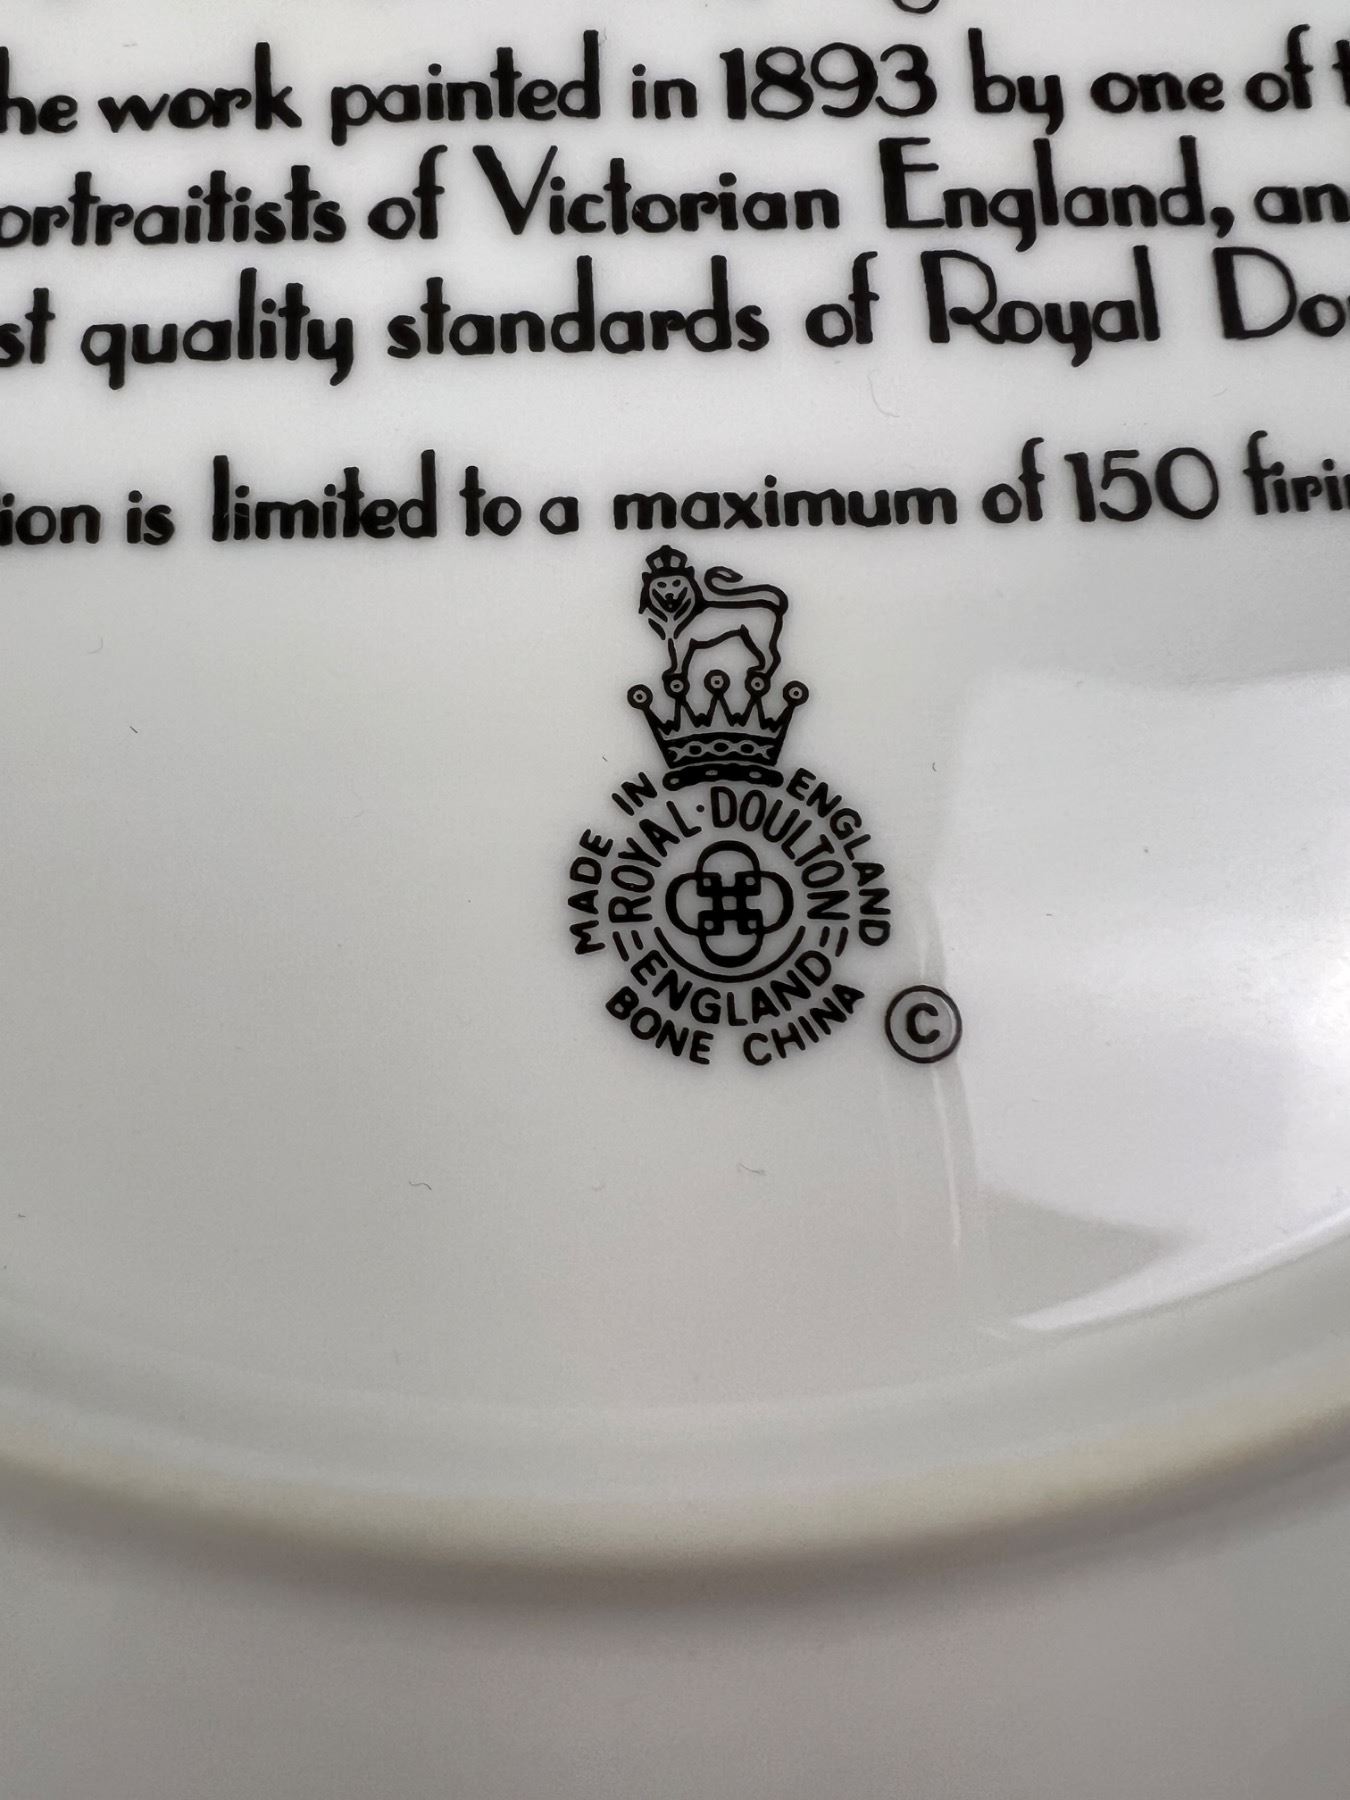 he work painted in 1893 by one of t
ortraitists of Victorian England, an
st quality standards of Royal Do
ion is limited to a maximum of 150 firi
MADE IN ENGLAND
ROYAL·DOULTON
ENGLAND
BONE CHINA
©